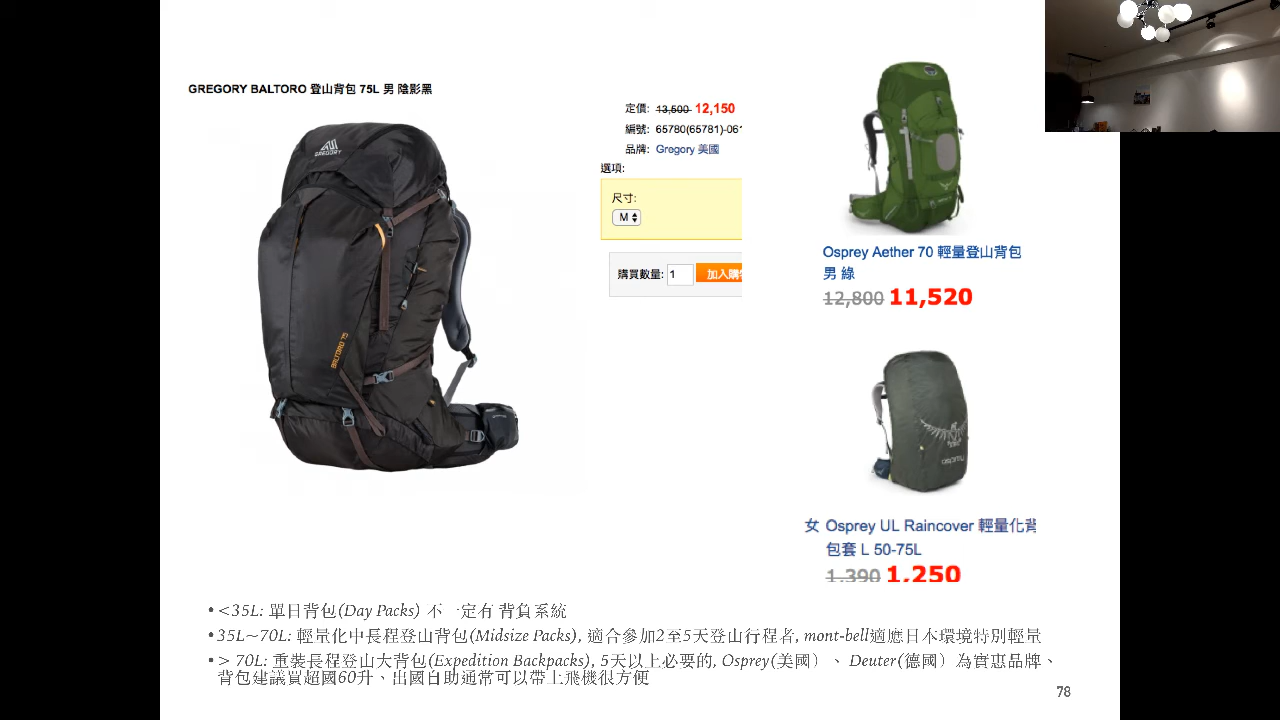 GREGORY BALTORO 登山背包 75L 男 陰影黑
GREGORY
BALTORO 75
定價: 13,500 12,150
編號: 65780(65781)-061
品牌: Gregory 美國
選項:
尺寸:
M
購買數量: 1 加入購
Osprey Aether 70 輕量登山背包
男 綠
12,800 11,520
osprey
女 Osprey UL Raincover 輕量化背
包套 L 50-75L
1,390 1,250
• <35L: 單日背包(Day Packs) 不一定有 背負系統
• 35L~70L: 輕量化中長程登山背包(Midsize Packs), 適合參加2至5天登山行程者, mont-bell適應日本環境特別輕量
• > 70L: 重裝長程登山大背包(Expedition Backpacks), 5天以上必要的, Osprey(美國）、 Deuter(德國）為實惠品牌、
背包建議買超國60升、出國自助通常可以帶上飛機很方便
78